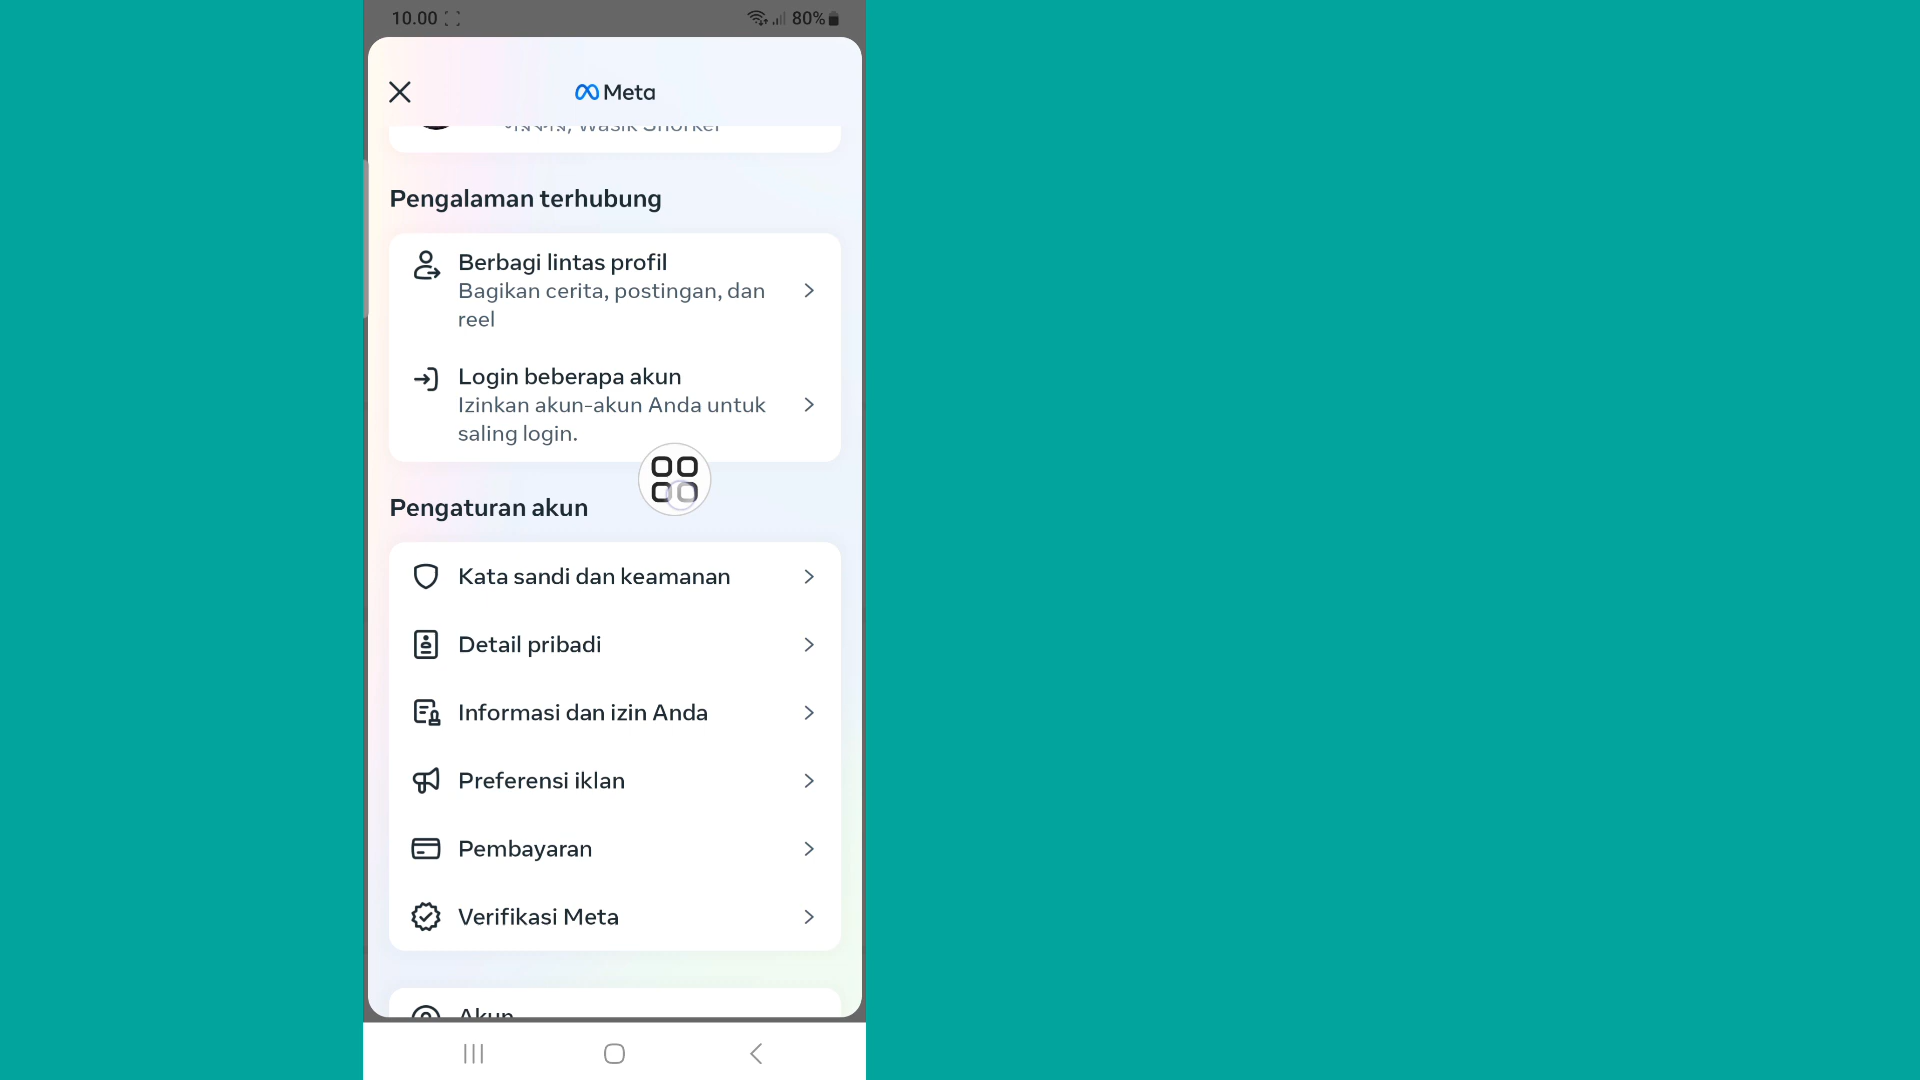 10.00
80%
Meta
Wasik Shorker
Pengalaman terhubung
Berbagi lintas profil
Bagikan cerita, postingan, dan
reel
Login beberapa akun
Izinkan akun-akun Anda untuk
saling login.
Pengaturan akun
Kata sandi dan keamanan
Detail pribadi
Informasi dan izin Anda
Preferensi iklan
Pembayaran
Verifikasi Meta
Akun